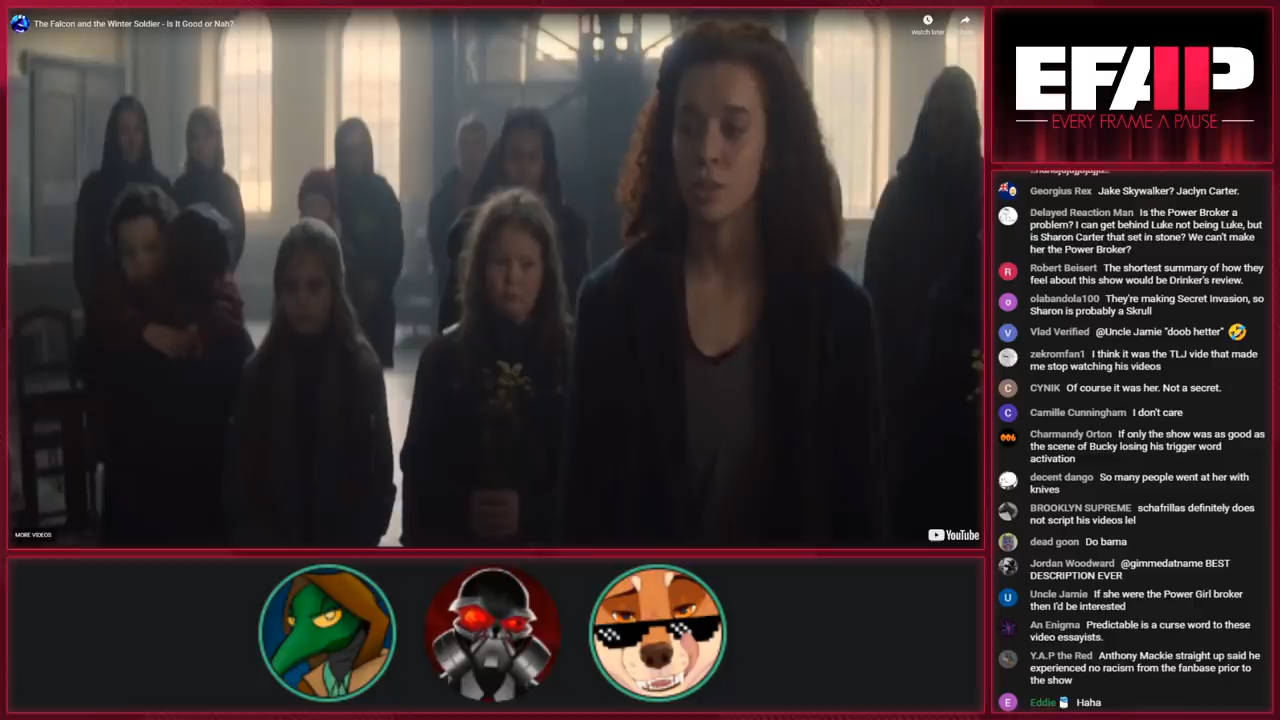 The Falcon and the Winter Soldier - Is It Good or Nah?
Watch later
MORE VIDEOS
YouTube
EFAP
EVERY FRAME A PAUSE
Georgius Rex Jake Skywalker? Jaclyn Carter.
Delayed Reaction Man Is the Power Broker a
problem? I can get behind Luke not being Luke, but
is Sharon Carter that set in stone? We can't make
her the Power Broker?
Robert Beisert The shortest summary of how they
feel about this show would be Drinker's review.
olabandola100 They're making Secret Invasion, so
Sharon is probably a Skrull
Vlad Verified @Uncle Jamie "doob hetter" 🤣
zekromfan1 I think it was the TLJ vide that made
me stop watching his videos
CYNIK Of course it was her. Not a secret.
Camille Cunningham I don't care
Charmandy Orton If only the show was as good as
the scene of Bucky losing his trigger word
activation
decent dango So many people went at her with
knives
BROOKLYN SUPREME schafrillas definitely does
not script his videos lel
dead goon Do bama
Jordan Woodward @gimmedatname BEST
DESCRIPTION EVER
Uncle Jamie If she were the Power Girl broker
then I'd be interested
An Enigma Predictable is a curse word to these
video essayists.
Y.A.P the Red Anthony Mackie straight up said he
experienced no racism from the fanbase prior to
the show
Eddie Haha